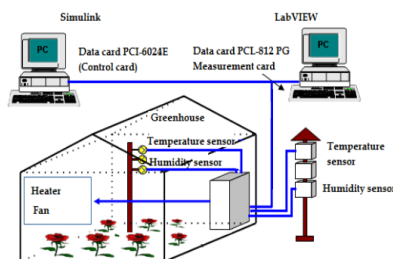 Simulink
LabVIEW
PC
PC
Data card PCI-6024E
(Control card)
Data card PCL-812 PG
Measurement card
Greenhouse
Temperature sensor
Humidity sensor
Heater
Fan
Temperature
sensor
Humidity sensor